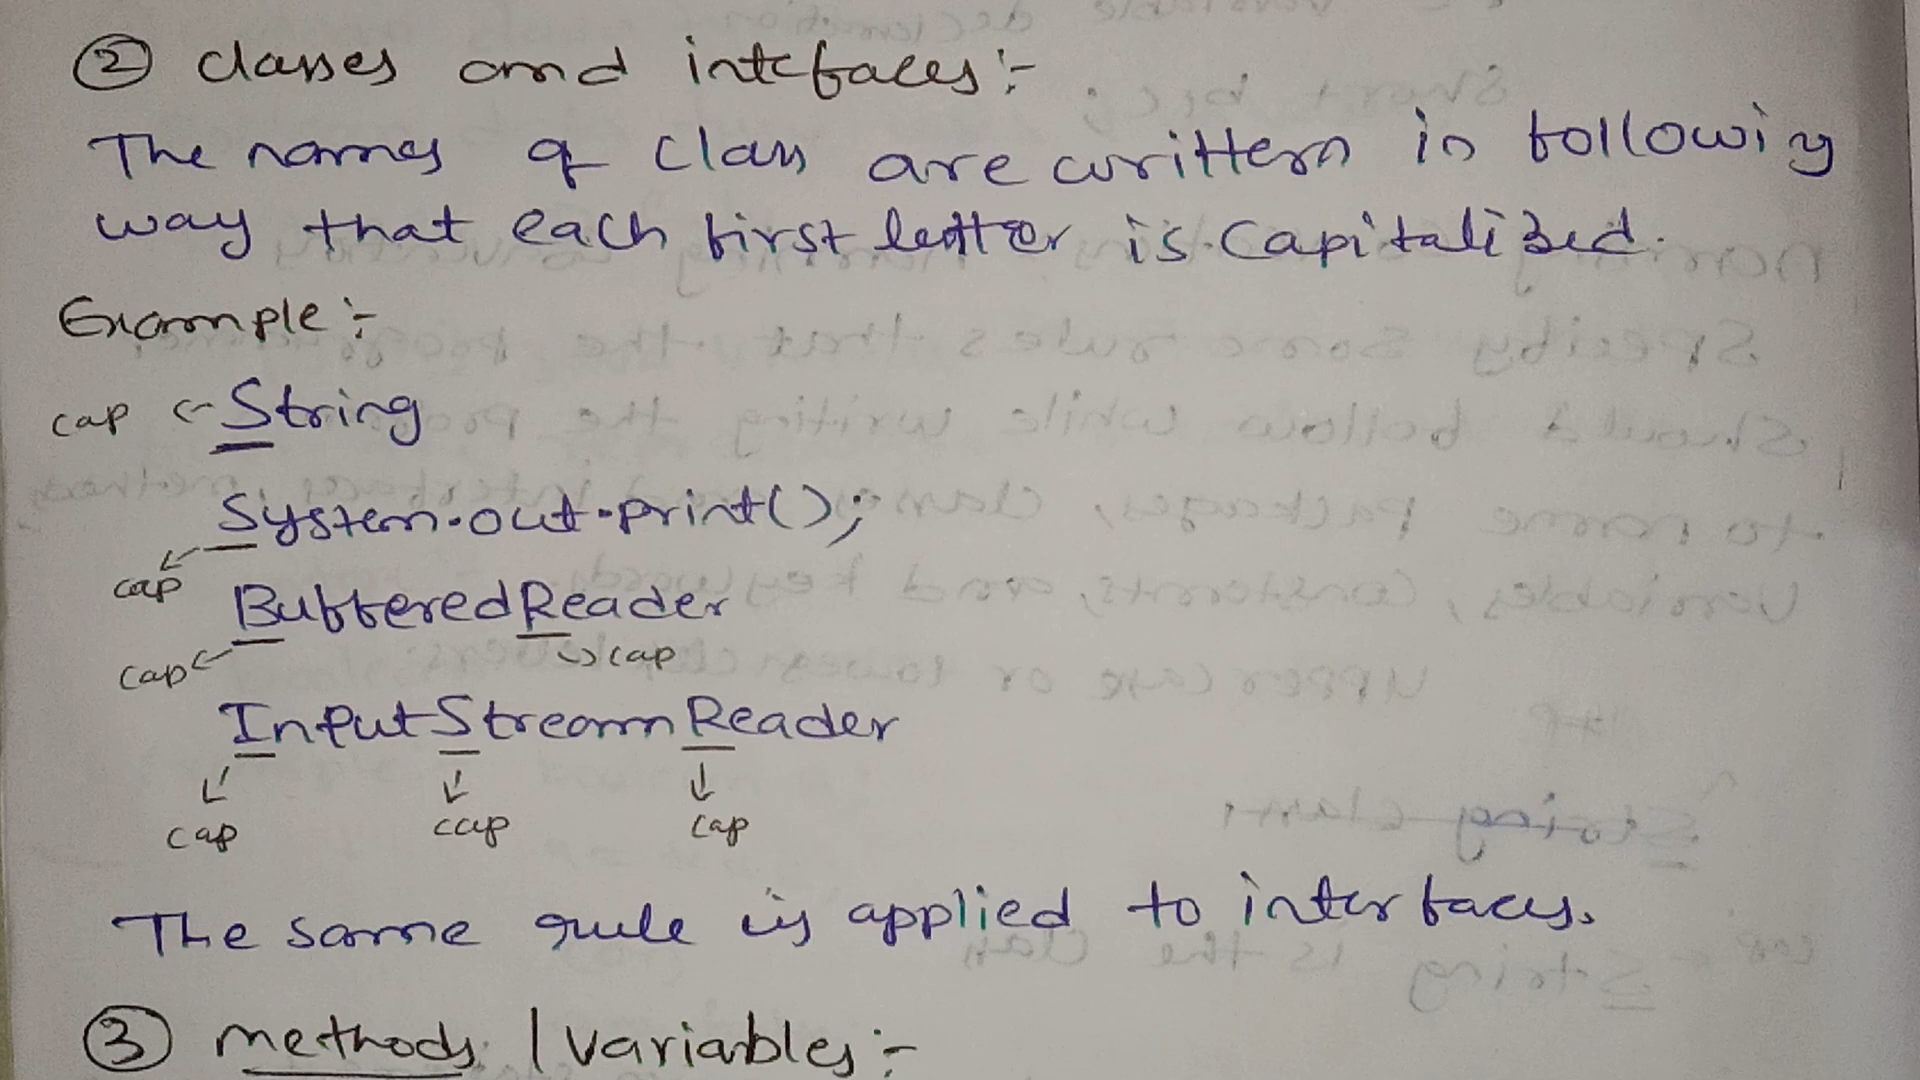 ② classes and interfaces:-
The names of class are written in following
way that each first letter is Capitalized.
Example:-
cap ← String
System.out.print();
cap
BufferedReader
cap cap
InputStreamReader
cap cap cap
The same rule is applied to interfaces.
③ methods / variables:-